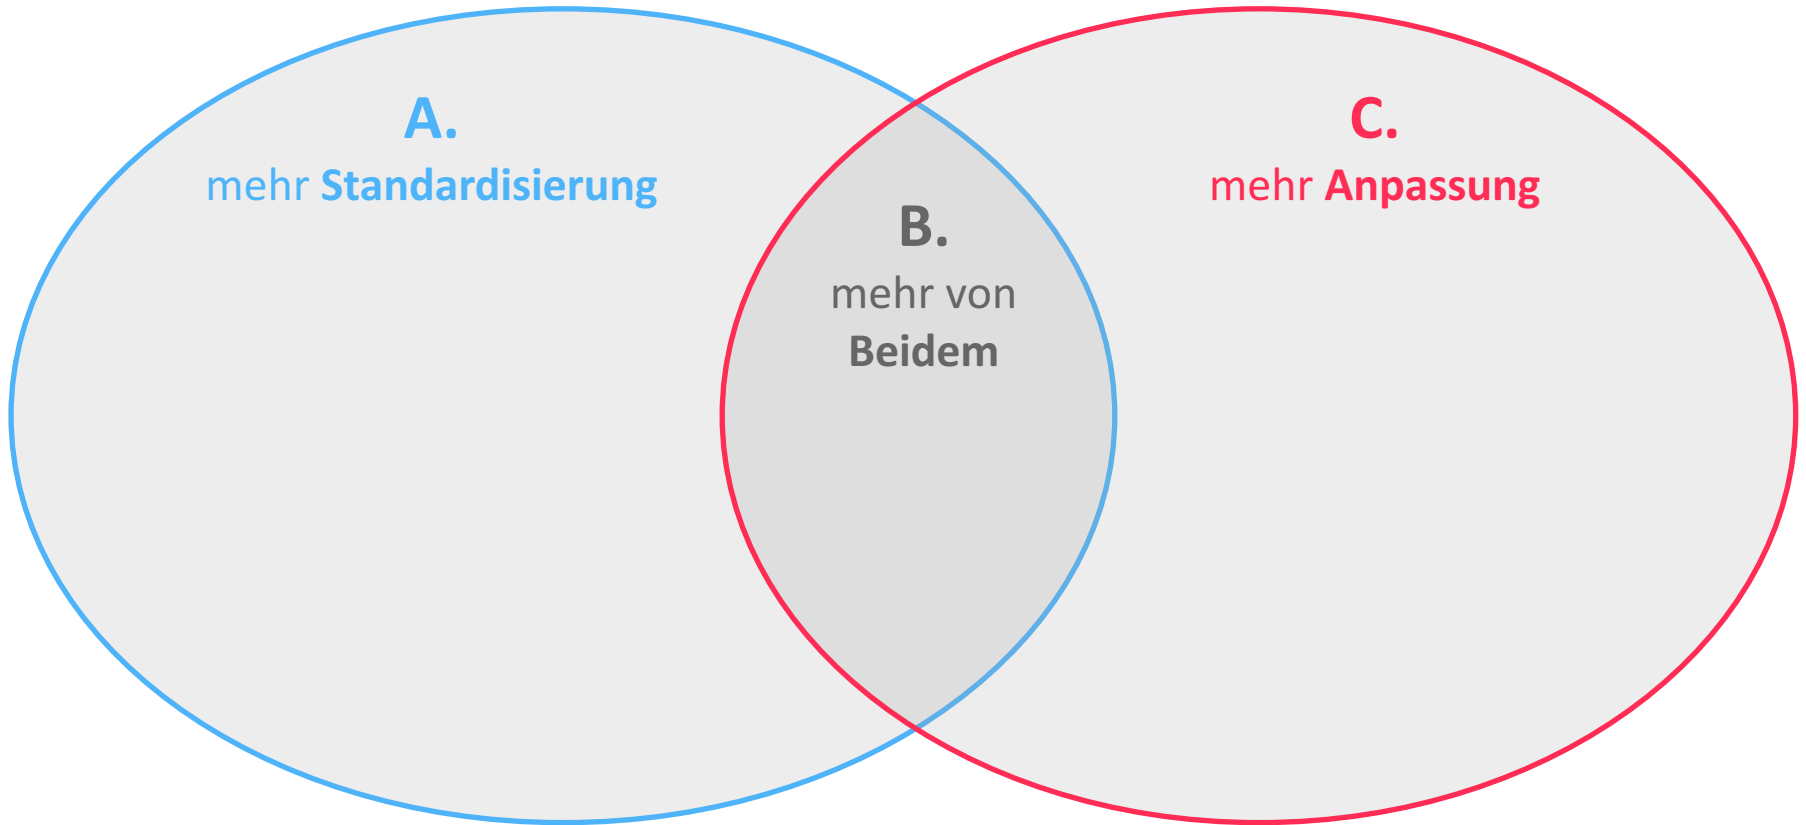 A.
mehr Standardisierung
B.
mehr von
Beidem
C.
mehr Anpassung